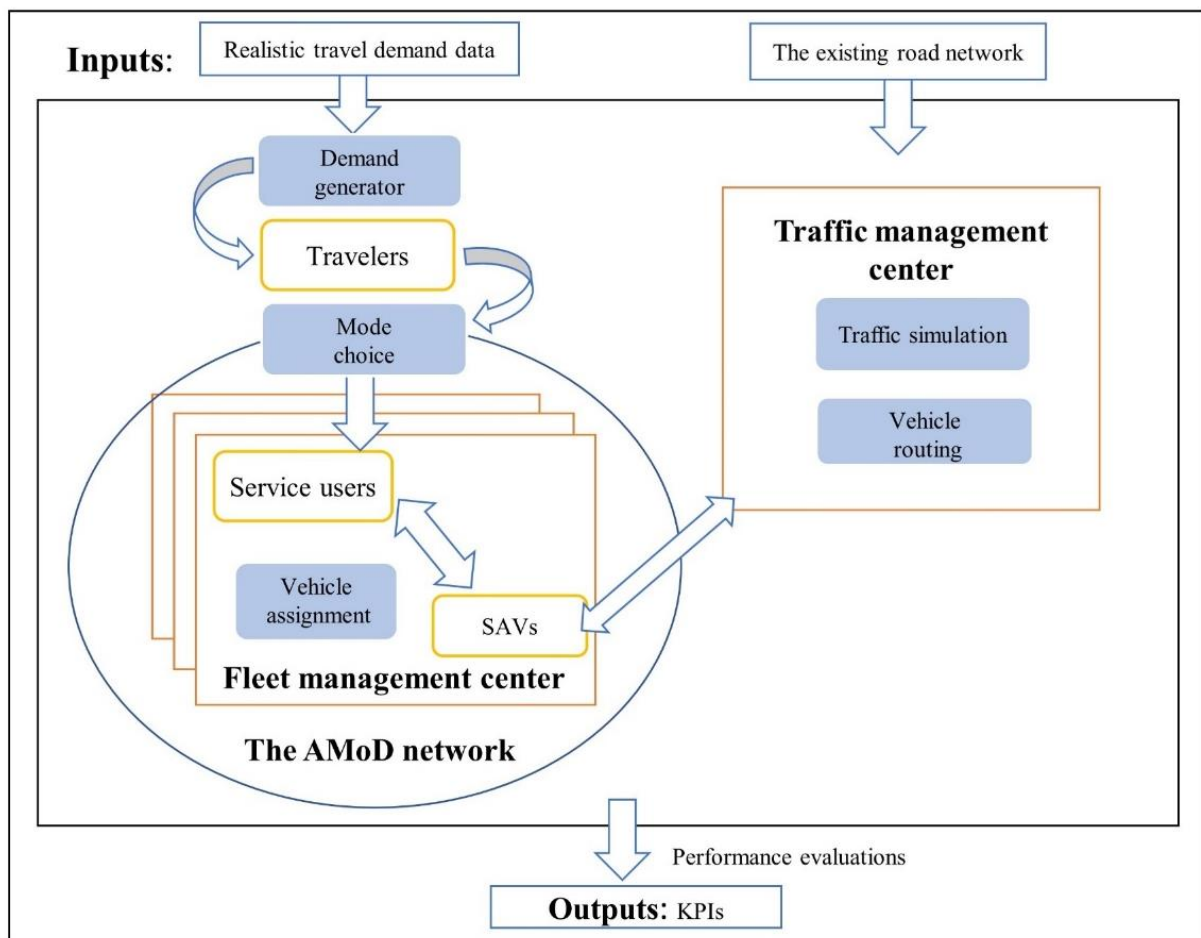 Inputs:
Realistic travel demand data
The existing road network
Demand
generator
Travelers
Mode
choice
Service users
Vehicle
assignment
SAVs
Fleet management center
The AMoD network
Traffic management
center
Traffic simulation
Vehicle
routing
Performance evaluations
Outputs: KPIs